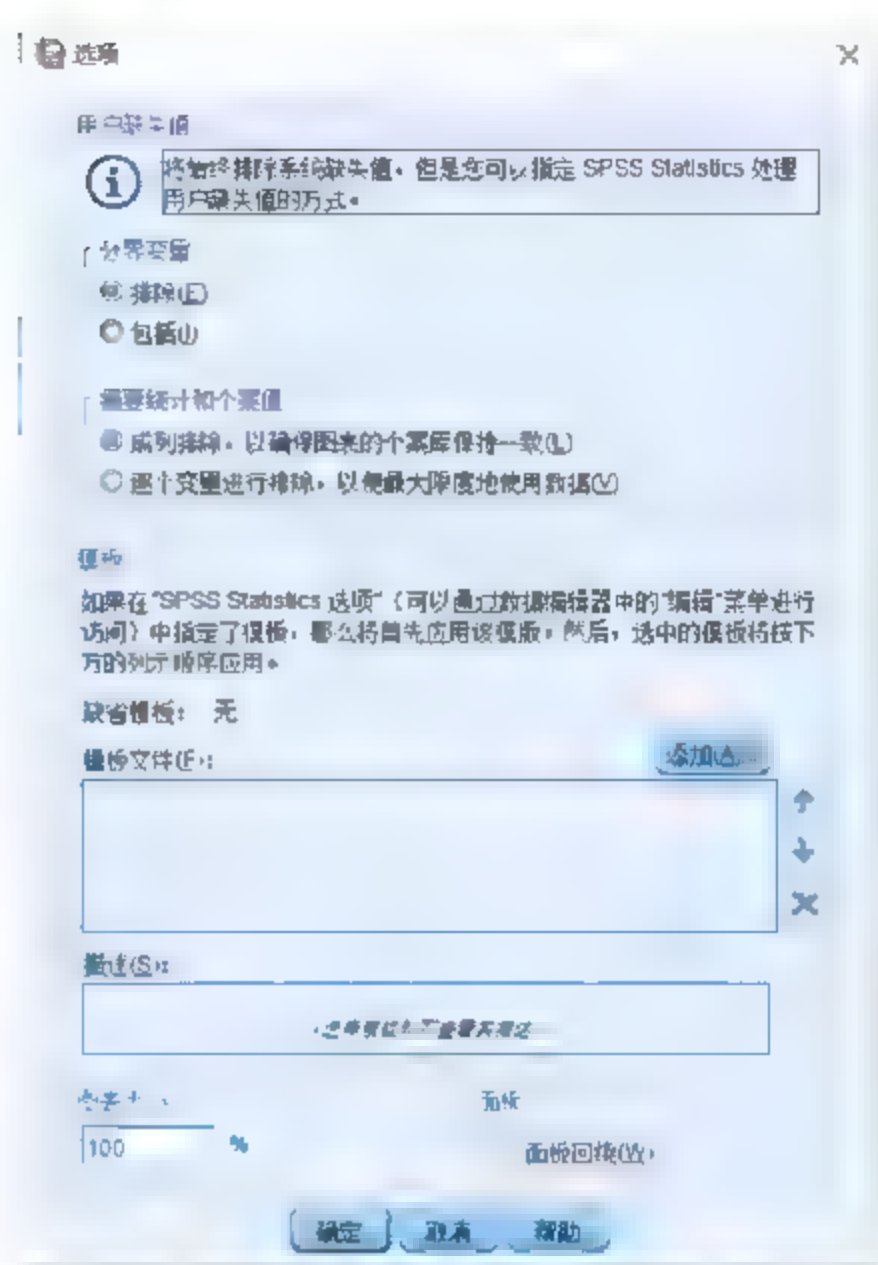 选项
用户缺失值
将始终排除系统缺失值。但是您可以指定 SPSS Statistics 处理
用户缺失值的方式。
分界变量
排除(E)
包括(I)
需要统计和个案值
成列排除，以确保图表的个案库保持一致(L)
逐个变量进行排除，以便最大限度地使用数据(V)
模板
如果在"SPSS Statistics 选项"（可以通过数据编辑器中的"编辑"菜单进行
访问）中指定了模板，那么将首先应用该模版，然后，选中的模板将按下
方的列示顺序应用。
缺省模板： 无
模板文件(F)：
添加(A)...
描述(S)：
面板
100 %
面板回绕(W)
确定 取消 帮助